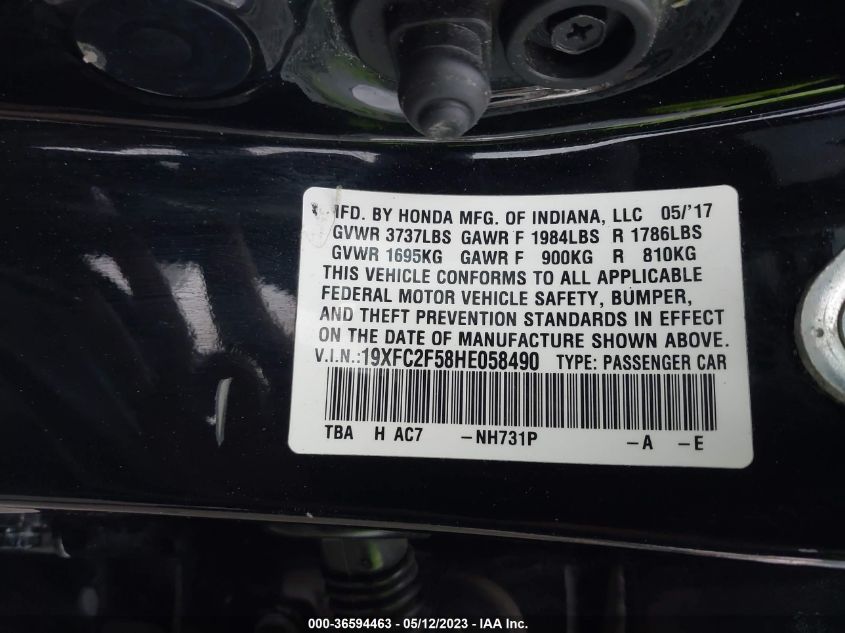 MFD. BY HONDA MFG. OF INDIANA, LLC 05/'17
GVWR 3737LBS GAWR F 1984LBS R 1786LBS
GVWR 1695KG GAWR F 900KG R 810KG
THIS VEHICLE CONFORMS TO ALL APPLICABLE
FEDERAL MOTOR VEHICLE SAFETY, BUMPER,
AND THEFT PREVENTION STANDARDS IN EFFECT
ON THE DATE OF MANUFACTURE SHOWN ABOVE.
V.I.N.:19XFC2F58HE058490 TYPE: PASSENGER CAR
TBA H AC7 -NH731P -A -E
000-36594463 - 05/12/2023 - IAA Inc.